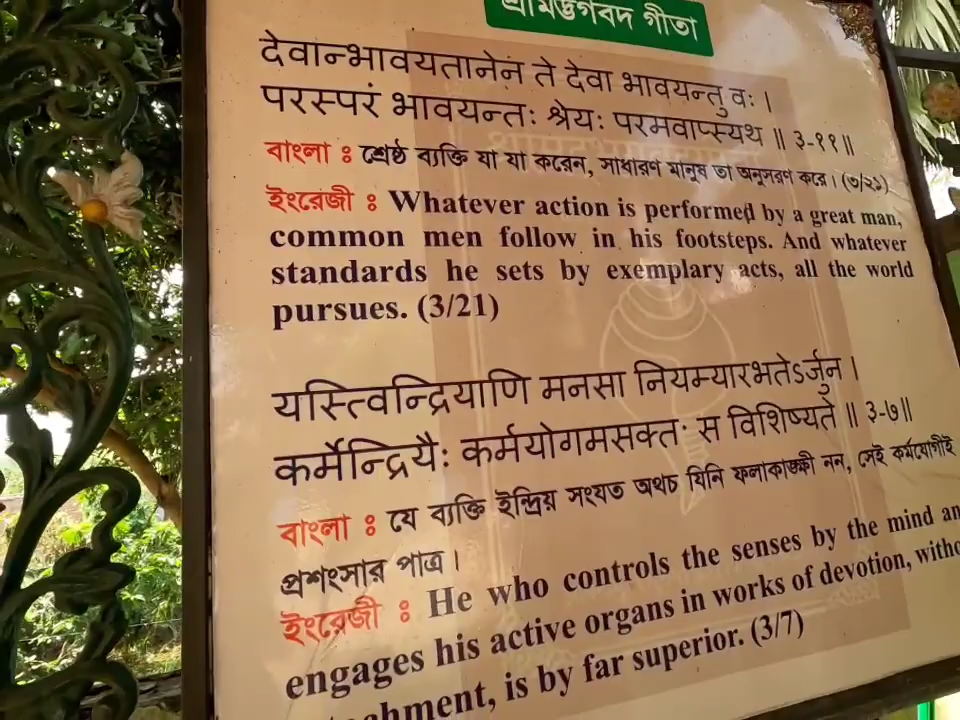 শ্রীমদ্ভগবদ গীতা
देवान्भावयतानेन ते देवा भावयन्तु वः ।
परस्परं भावयन्तः श्रेयः परमवाप्स्यथ ॥ ३-११॥
বাংলা : শ্রেষ্ঠ ব্যক্তি যা যা করেন, সাধারণ মানুষ তা অনুসরণ করে। (৩/২১)
ইংরেজী : Whatever action is performed by a great man,
common men follow in his footsteps. And whatever
standards he sets by exemplary acts, all the world
pursues. (3/21)
यस्त्विन्द्रियाणि मनसा नियम्यारभतेऽर्जुन ।
कर्मेन्द्रियैः कर्मयोगमसक्तः स विशिष्यते ॥ ३-७॥
বাংলা : যে ব্যক্তি ইন্দ্রিয় সংযত অথচ যিনি ফলাকাঙ্ক্ষী নন, সেই কর্মযোগীই
প্রশংসার পাত্র।
ইংরেজী : He who controls the senses by the mind an
engages his active organs in works of devotion, witho
achment, is by far superior. (3/7)